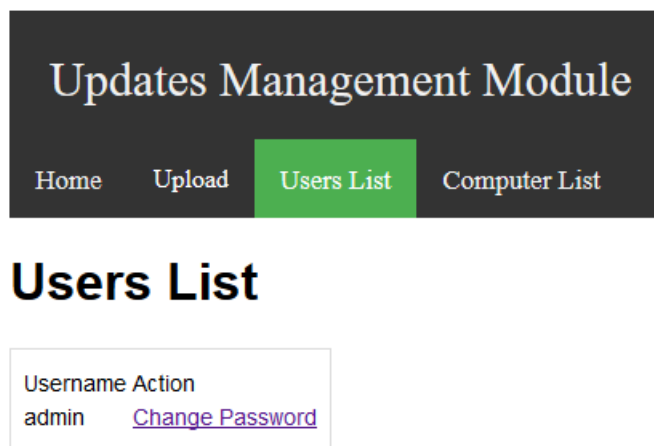 Updates Management Module
Home Upload Users List Computer List
Users List
Username Action
admin Change Password